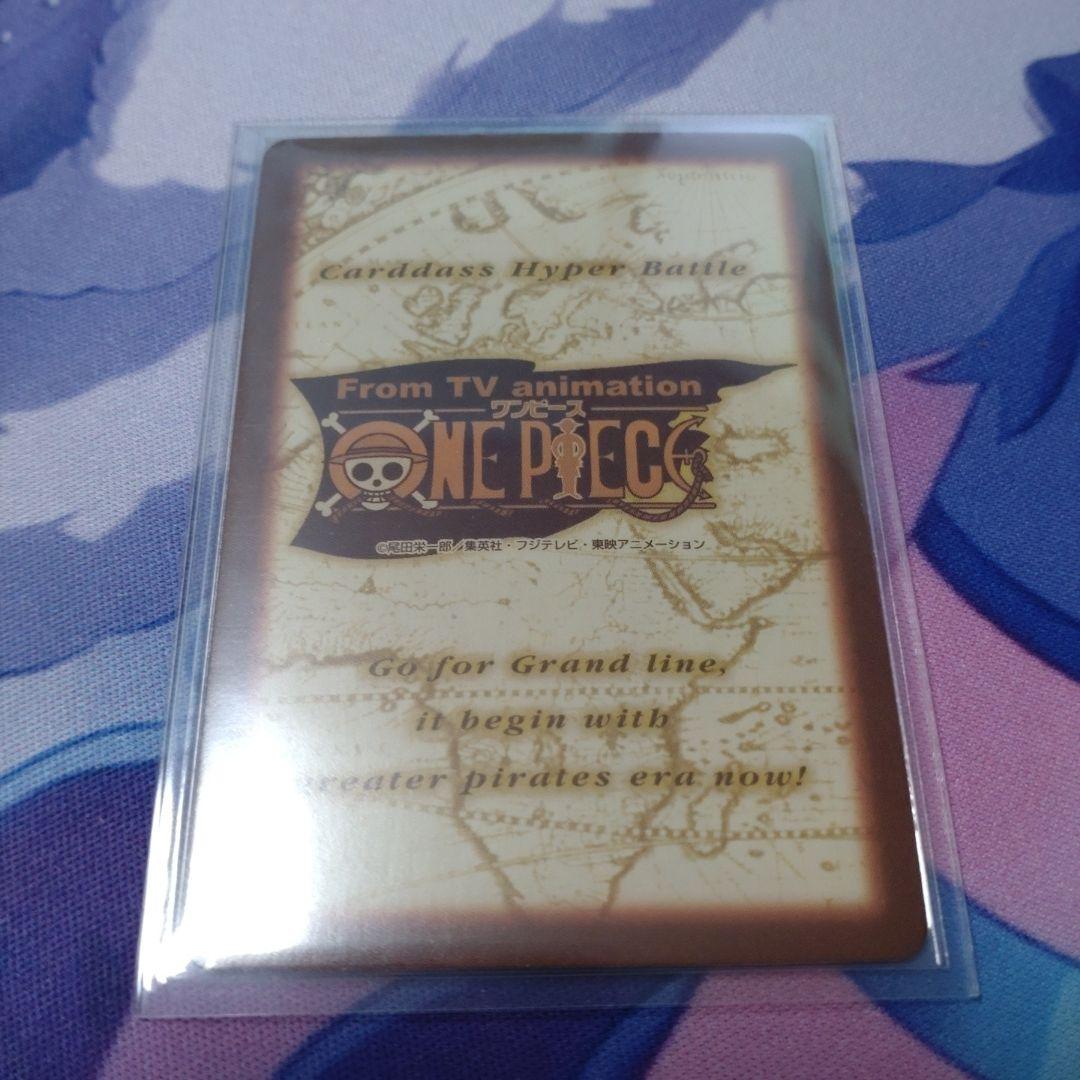 Carddass Hyper Battle
From TV animation
ワンピース
ONE PIECE
©尾田栄一郎／集英社・フジテレビ・東映アニメーション
Go for Grand line,
it begin with
greater pirates era now!